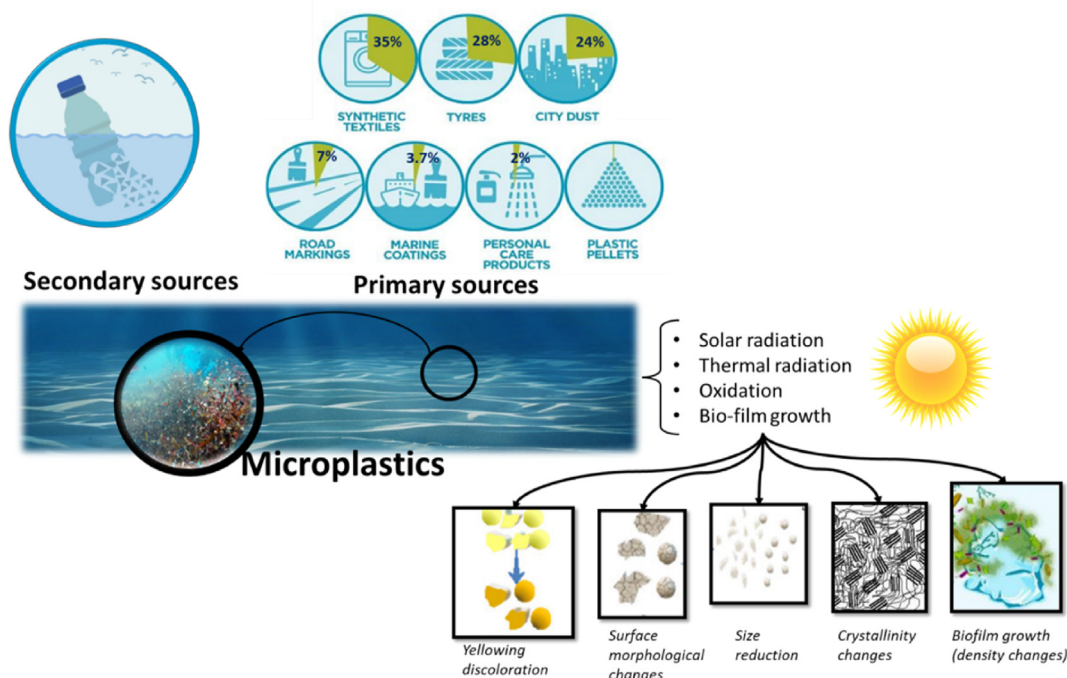 35%
28%
24%
SYNTHETIC
TEXTILES
TYRES
CITY DUST
7%
3.7%
2%
ROAD
MARKINGS
MARINE
COATINGS
PERSONAL
CARE
PRODUCTS
PLASTIC
PELLETS
Secondary sources
Primary sources
• Solar radiation
• Thermal radiation
• Oxidation
• Bio-film growth
Microplastics
Yellowing
discoloration
Surface
morphological
changes
Size
reduction
Crystallinity
changes
Biofilm growth
(density changes)